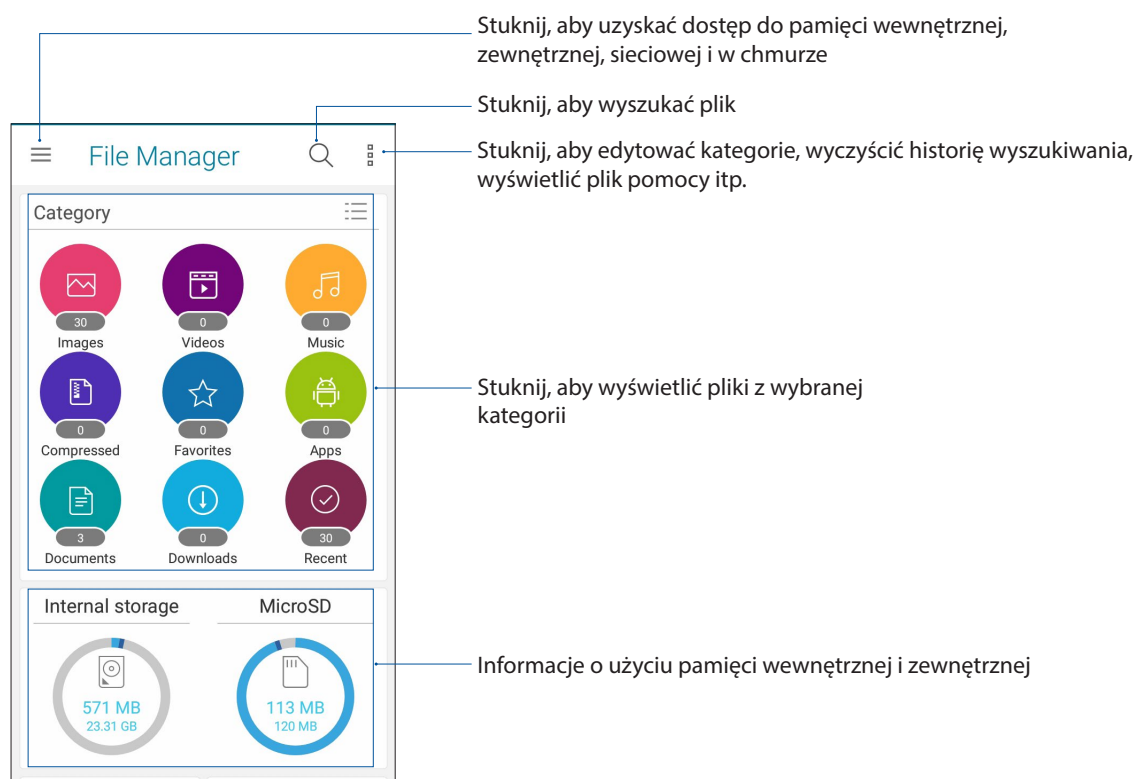 Stuknij, aby uzyskać dostęp do pamięci wewnętrznej,
zewnętrznej, sieciowej i w chmurze
Stuknij, aby wyszukać plik
File Manager
Stuknij, aby edytować kategorie, wyczyścić historię wyszukiwania,
wyświetlić plik pomocy itp.
Category
30
0
0
Images
Videos
Music
Stuknij, aby wyświetlić pliki z wybranej
kategorii
0
0
0
Compressed
Favorites
Apps
3
0
30
Documents
Downloads
Recent
Internal storage
MicroSD
Informacje o użyciu pamięci wewnętrznej i zewnętrznej
571 MB
23.31 GB
113 MB
120 MB